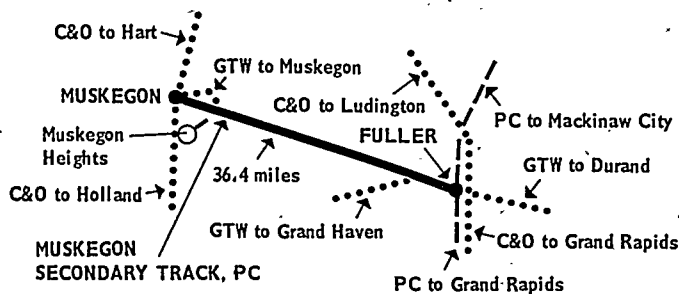 C&O to Hart
GTW to Muskegon
MUSKEGON
C&O to Ludington
PC to Mackinaw City
Muskegon
Heights
FULLER
36.4 miles
GTW to Durand
C&O to Holland
GTW to Grand Haven
C&O to Grand Rapids
MUSKEGON
SECONDARY TRACK, PC
PC to Grand Rapids